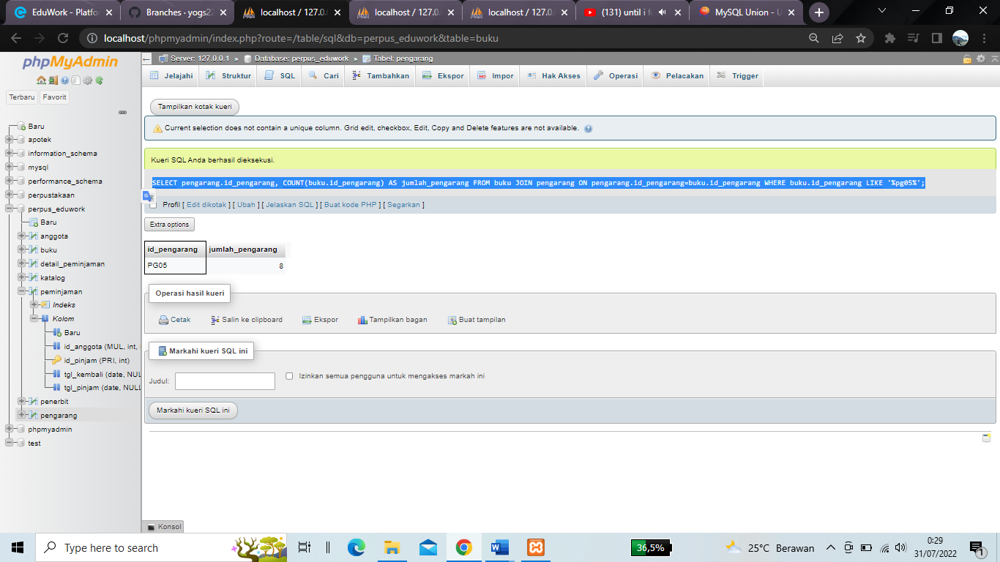 EduWork - Platfo
Branches · yogs22
localhost / 127.0.0
localhost / 127.0.
localhost / 127.0.
(131) until i f
MySQL Union - U
localhost/phpmyadmin/index.php?route=/table/sql&db=perpus_eduwork&table=buku
phpMyAdmin
Terbaru Favorit
Baru
apotek
information_schema
mysql
performance_schema
perpustakaan
perpus_eduwork
Baru
anggota
buku
detail_peminjaman
katalog
peminjaman
Indeks
Kolom
Baru
id_anggota (MUL, int,
id_pinjam (PRI, int)
tgl_kembali (date, NUL
tgl_pinjam (date, NULL
penerbit
pengarang
phpmyadmin
test
Server: 127.0.0.1 » Database: perpus_eduwork » Tabel: pengarang
Jelajahi Struktur SQL Cari Tambahkan Ekspor Impor Hak Akses Operasi Pelacakan Trigger
Tampilkan kotak kueri
Current selection does not contain a unique column. Grid edit, checkbox, Edit, Copy and Delete features are not available.
Kueri SQL Anda berhasil dieksekusi.
SELECT pengarang.id_pengarang, COUNT(buku.id_pengarang) AS jumlah_pengarang FROM buku JOIN pengarang ON pengarang.id_pengarang=buku.id_pengarang WHERE buku.id_pengarang LIKE '%pg05%';
Profil [ Edit dikotak ] [ Ubah ] [ Jelaskan SQL ] [ Buat kode PHP ] [ Segarkan ]
Extra options
id_pengarang jumlah_pengarang
PG05 8
Operasi hasil kueri
Cetak Salin ke clipboard Ekspor Tampilkan bagan Buat tampilan
Markahi kueri SQL ini
Judul: Izinkan semua pengguna untuk mengakses markah ini
Markahi kueri SQL ini
Konsol
Type here to search
36,5%
25°C Berawan
0:29
31/07/2022
1